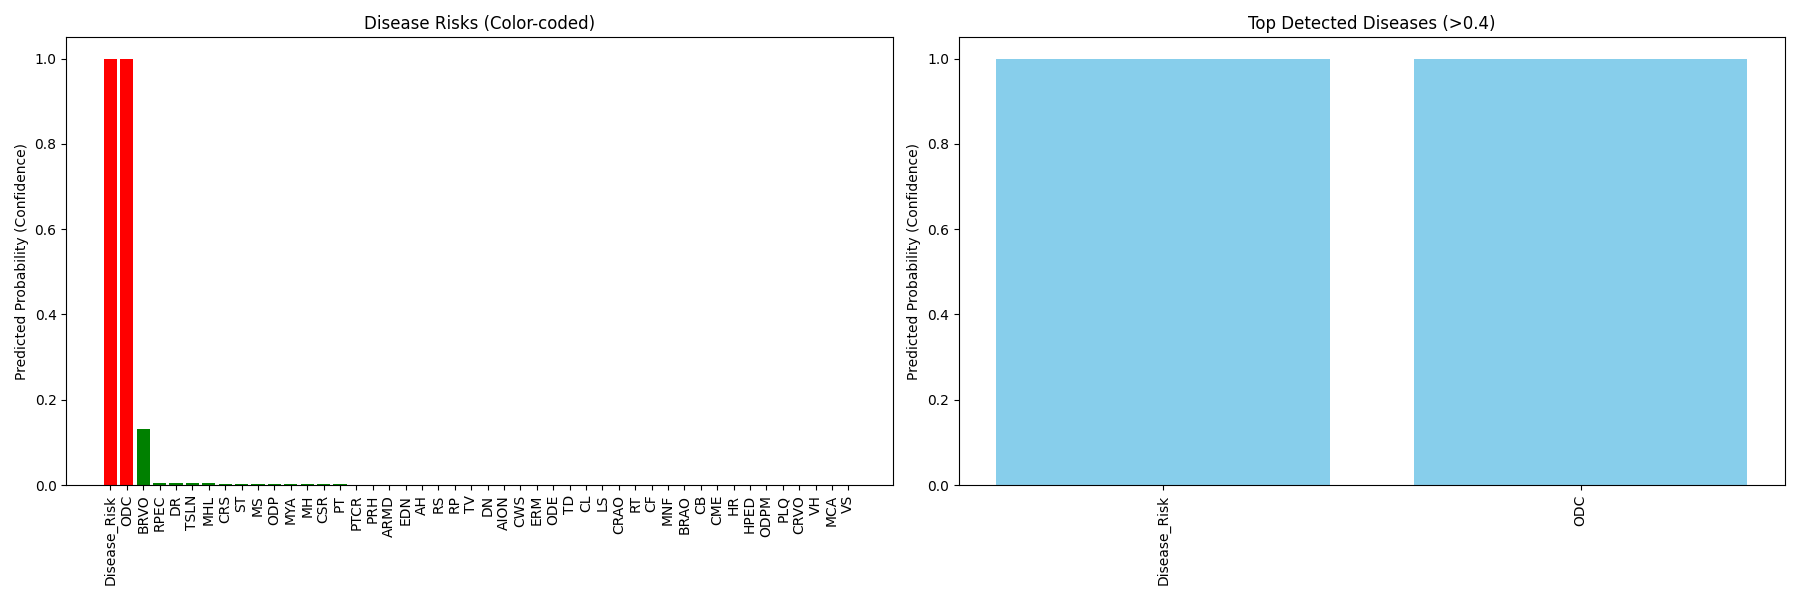 Disease Risks (Color-coded)
Predicted Probability (Confidence)
1.0
0.8
0.6
0.4
0.2
0.0
Disease_Risk
ODC
BRVO
RPEC
DR
TSLN
MHL
CRS
ST
MS
ODP
MYA
MH
CSR
PT
PTCR
PRH
ARMD
EDN
AH
RS
RP
TV
DN
AION
CWS
ERM
ODE
TD
CL
LS
CRAO
RT
CF
MNF
BRAO
CB
CME
HR
HPED
ODPM
PLQ
CRVO
VH
MCA
VS
Top Detected Diseases (>0.4)
Predicted Probability (Confidence)
1.0
0.8
0.6
0.4
0.2
0.0
Disease_Risk
ODC